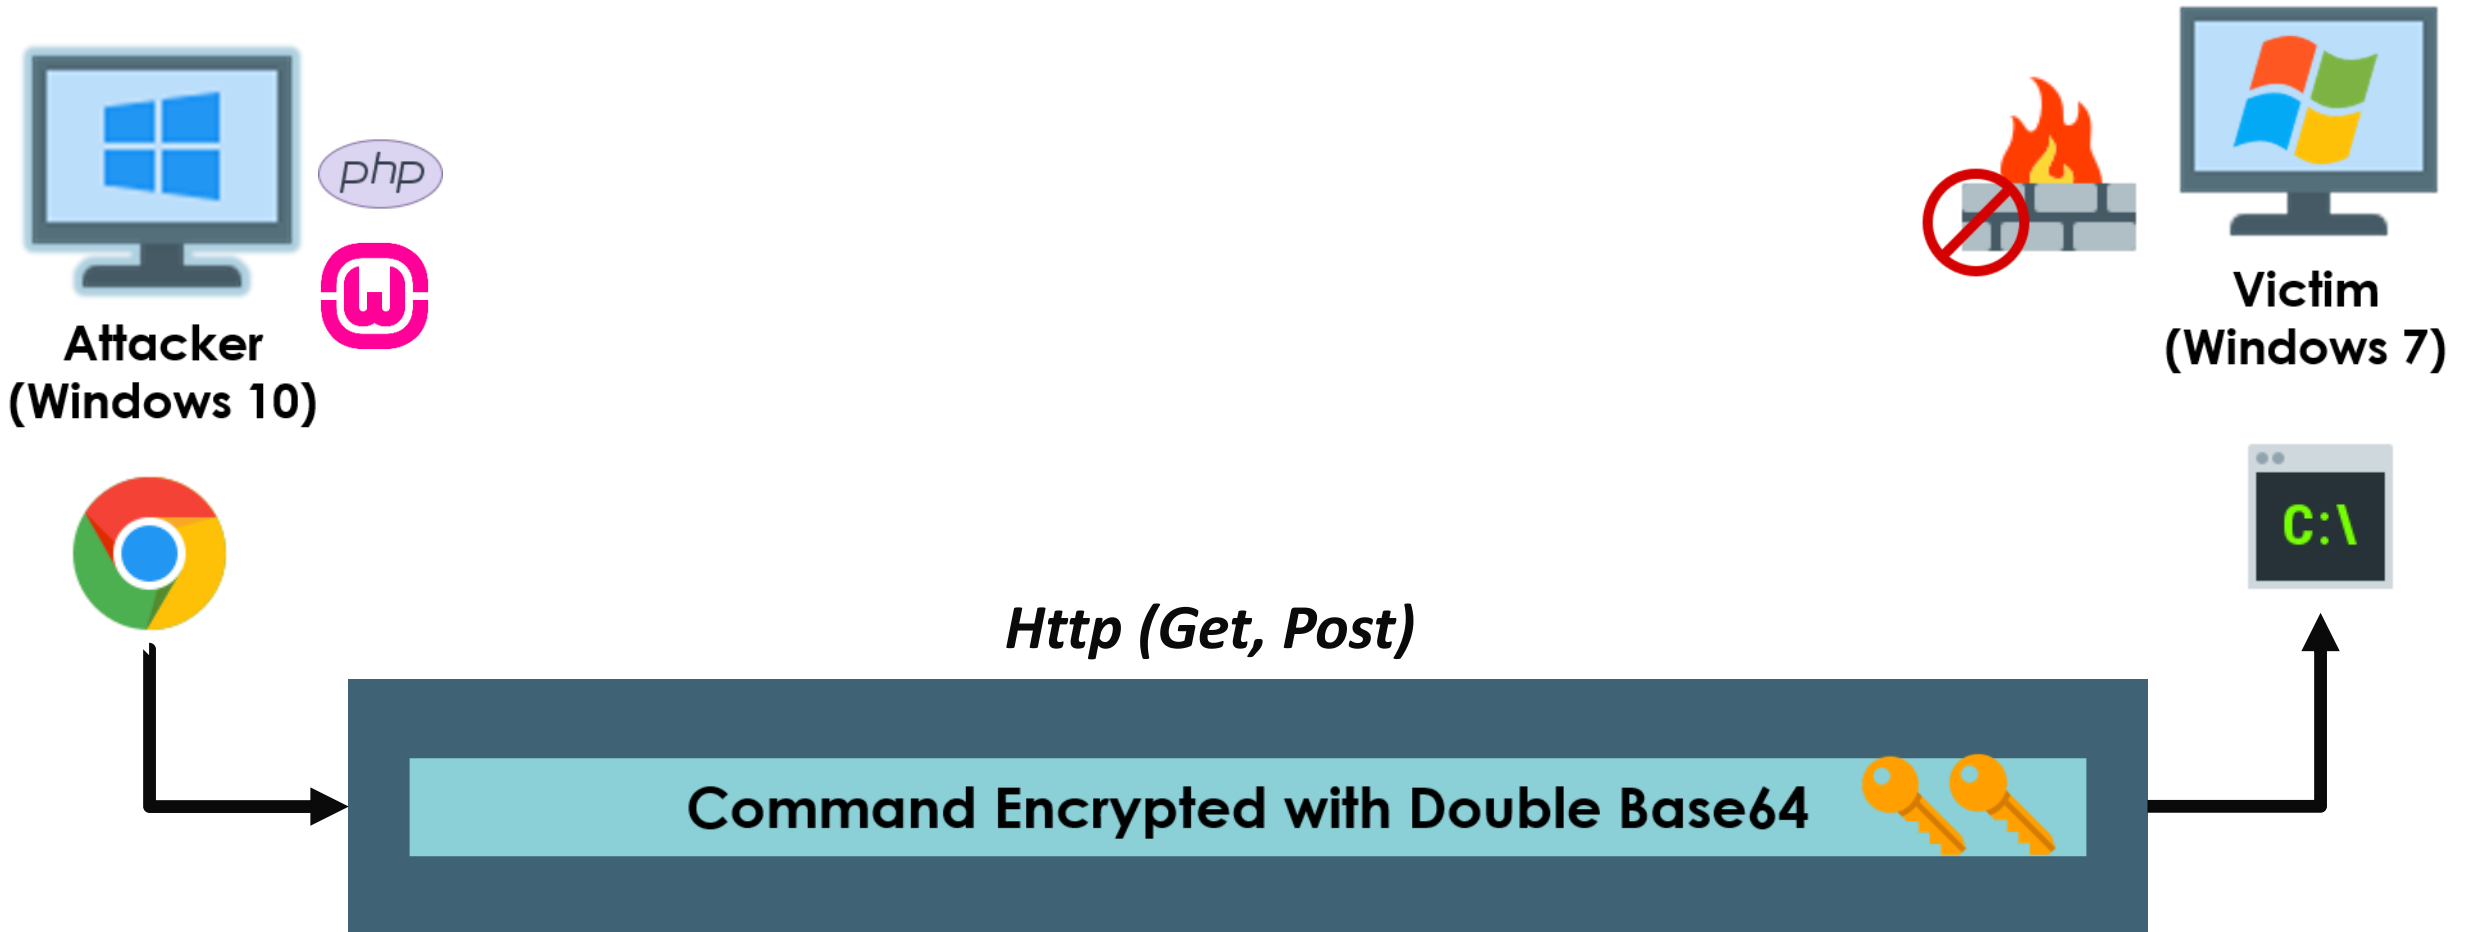 php
W
Attacker
(Windows 10)
Victim
(Windows 7)
C:\
Http (Get, Post)
Command Encrypted with Double Base64